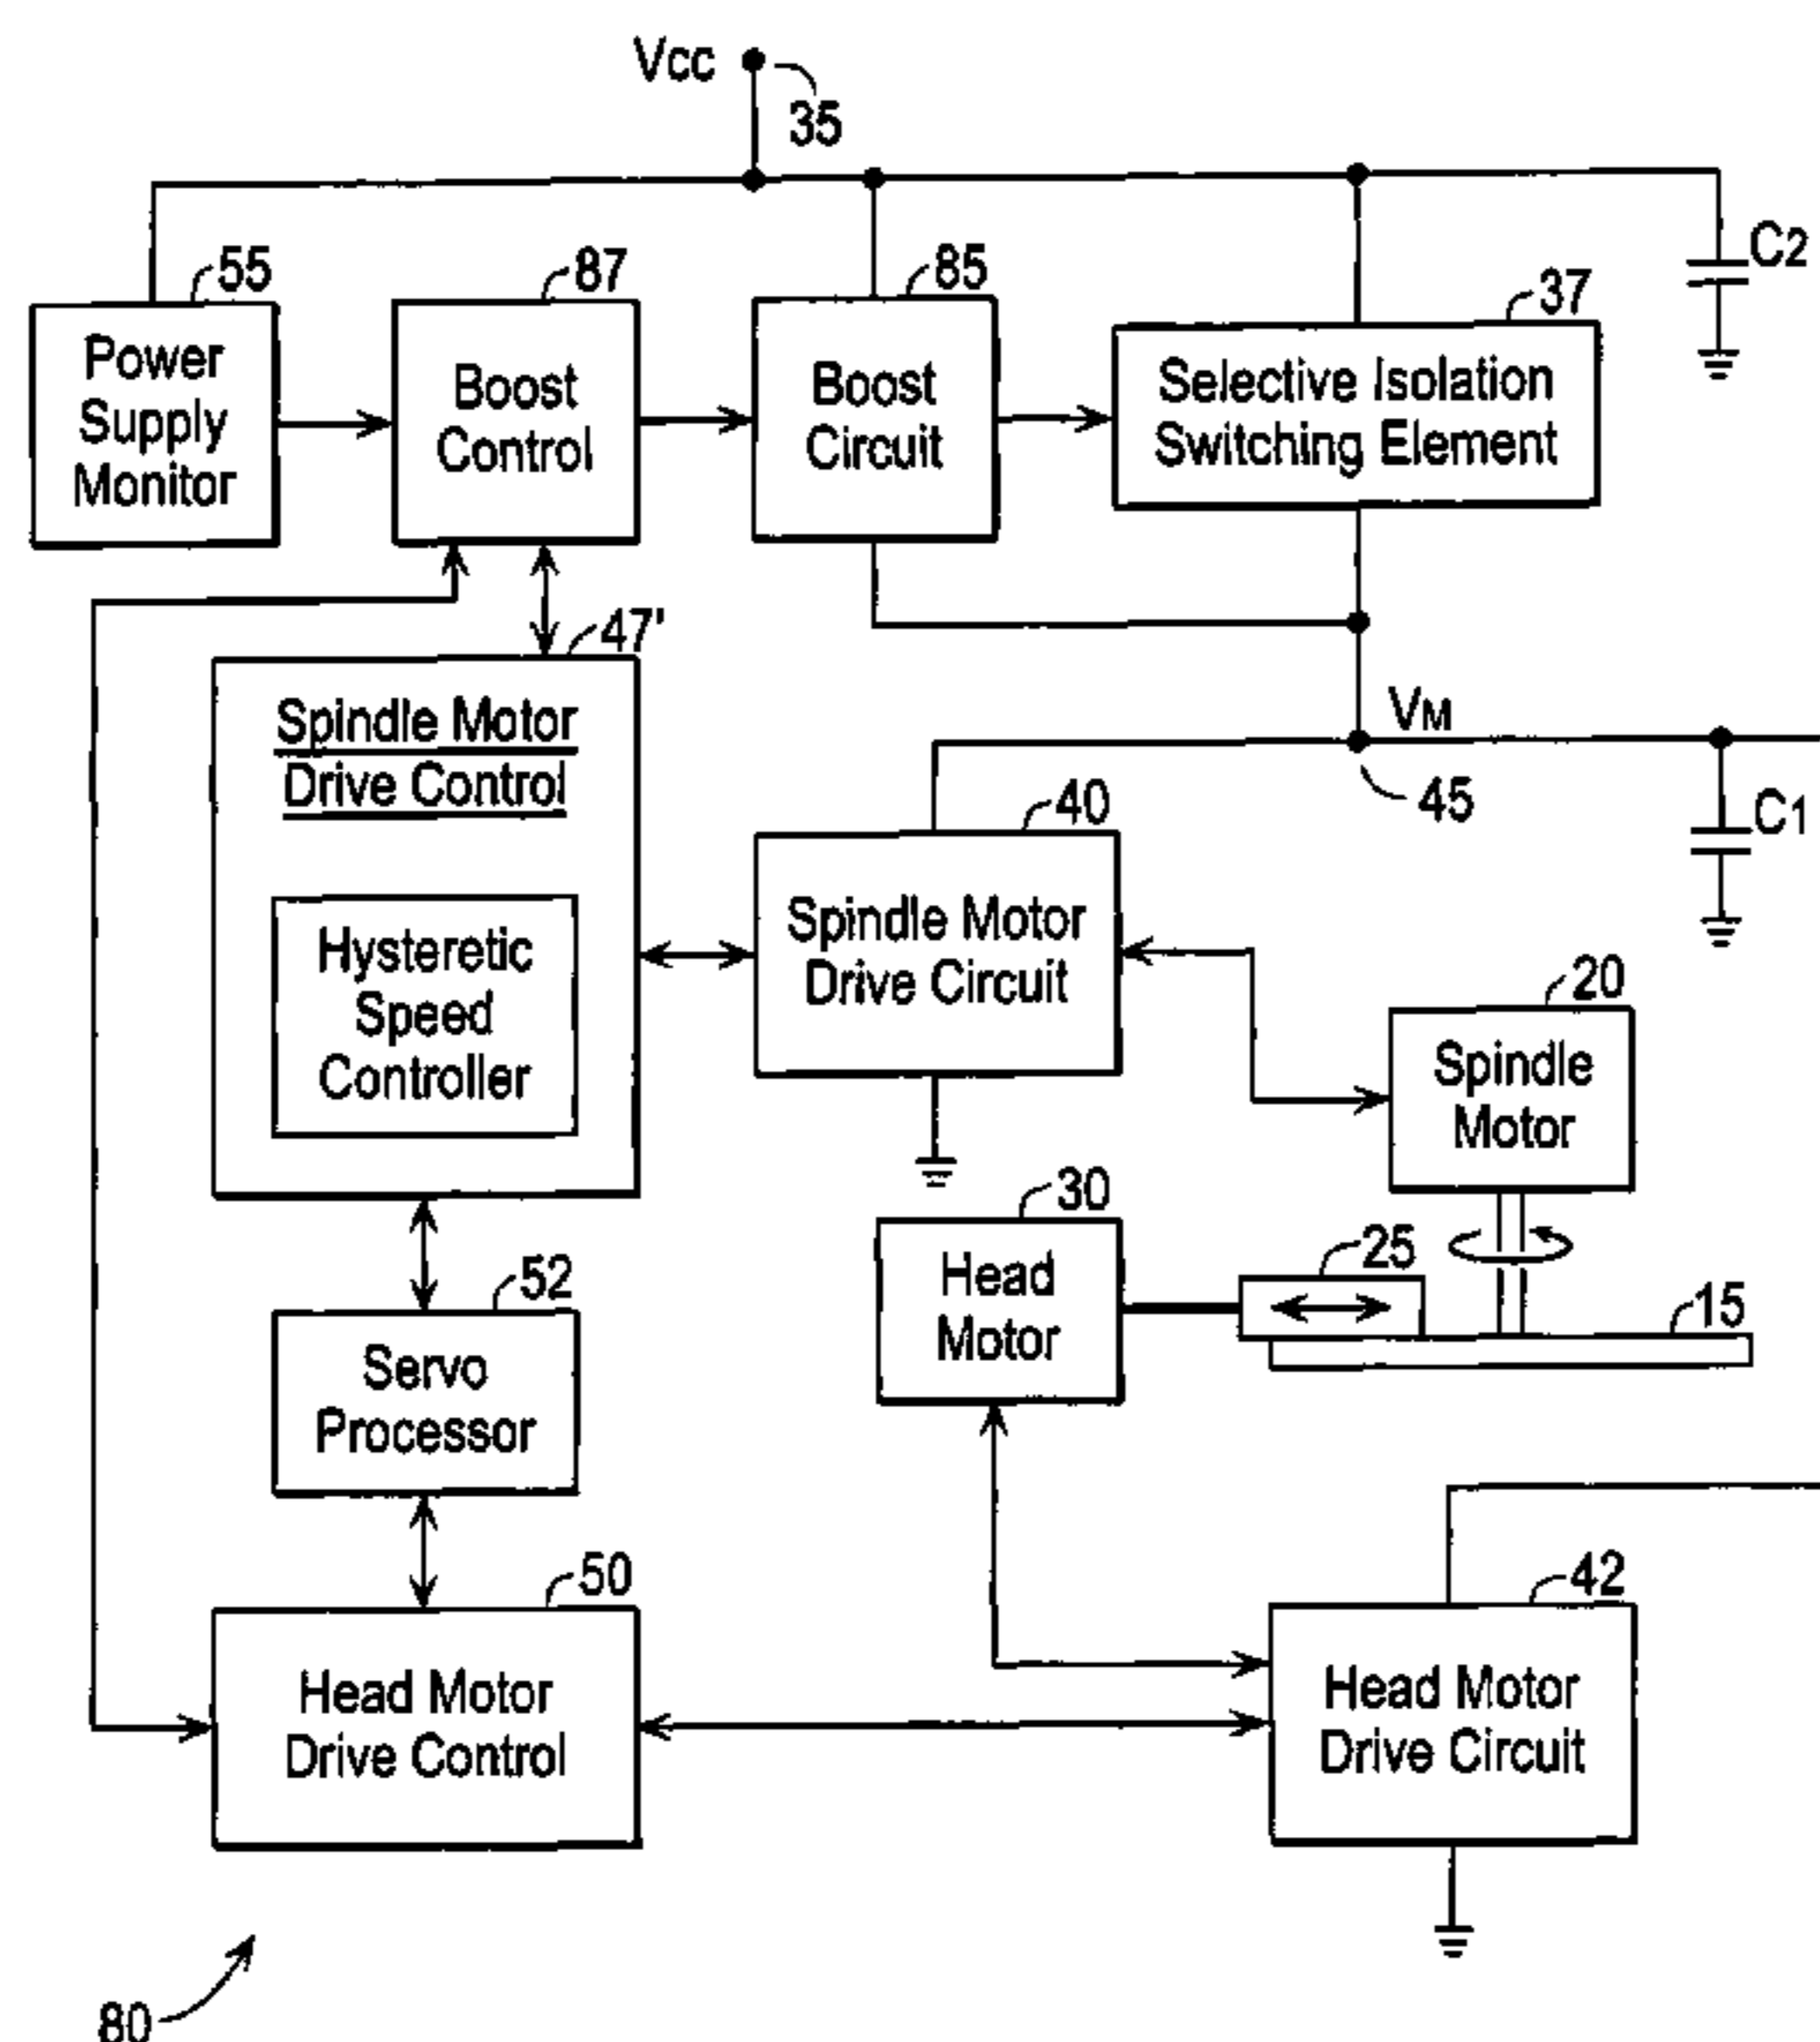 Vcc
35
55
87
85
37
C2
Power
Supply
Monitor
Boost
Control
Boost
Circuit
Selective Isolation
Switching Element
47'
Spindle Motor
Drive Control
VM
45
C1
40
Hysteretic
Speed
Controller
Spindle Motor
Drive Circuit
20
Spindle
Motor
30
Head
Motor
25
15
52
Servo
Processor
50
Head Motor
Drive Control
42
Head Motor
Drive Circuit
80